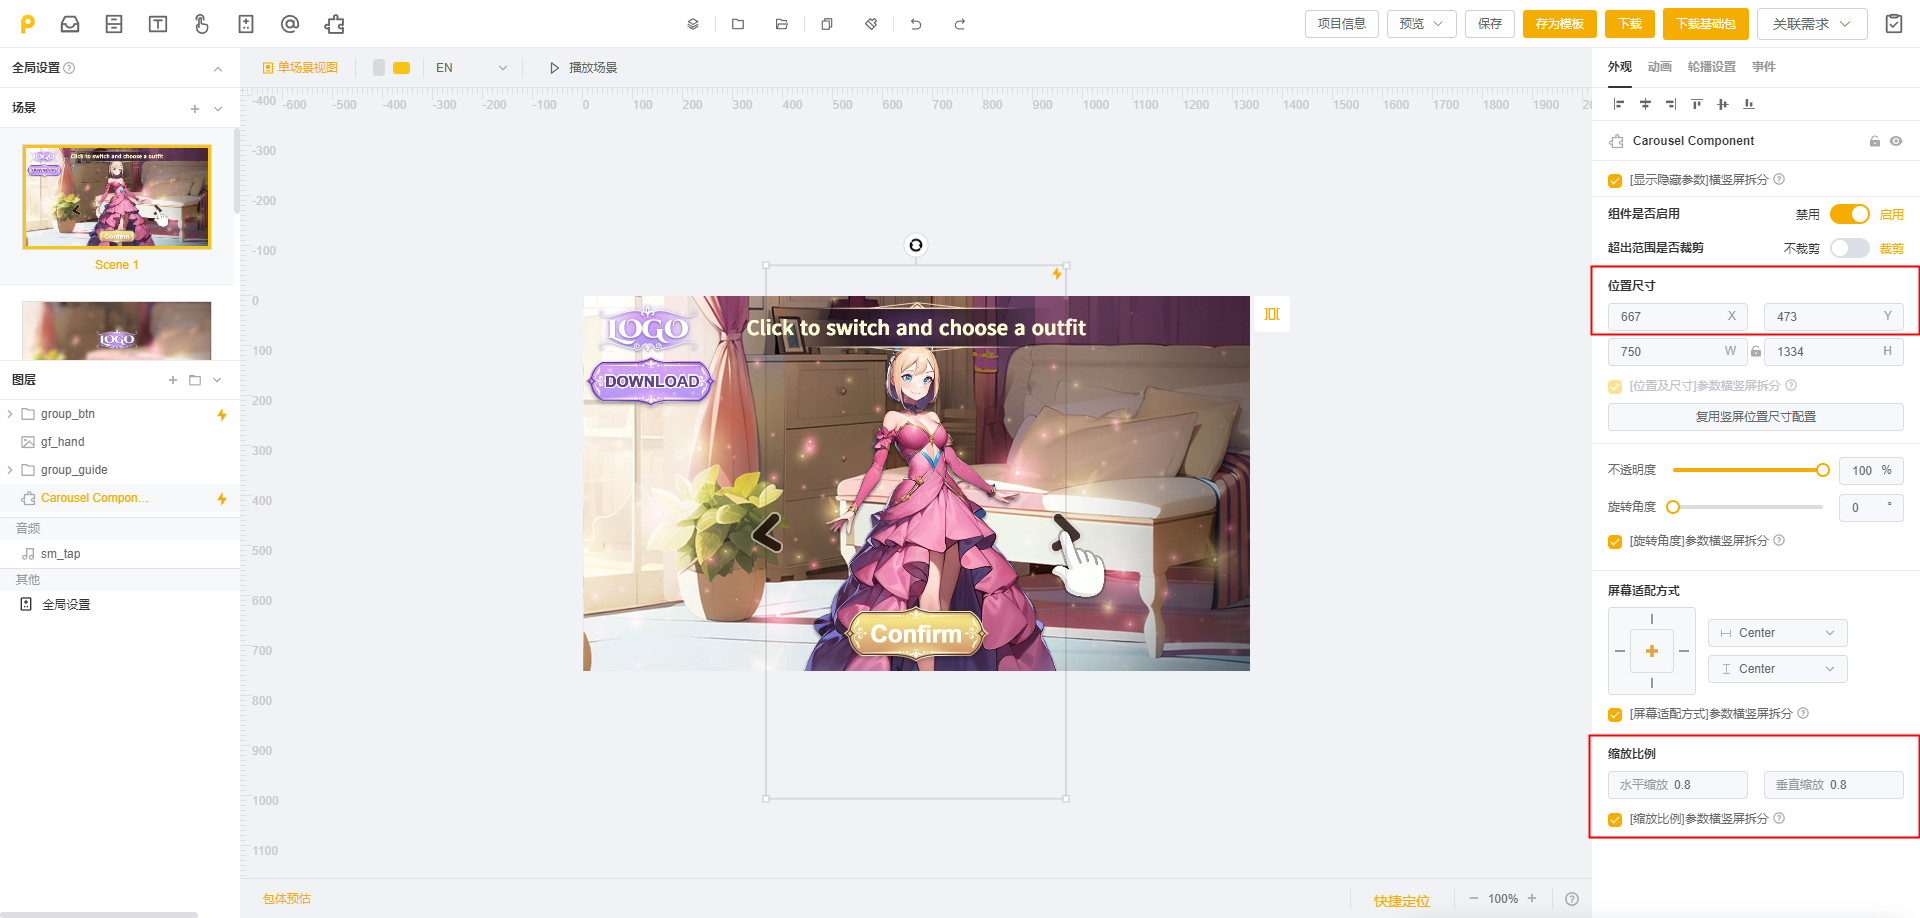 项目信息
预览
保存
存为模板
下载
下载基础包
关联需求
全局设置
单场景视图
EN
播放场景
外观 动画 轮播设置 事件
场景
-400 -600 -500 -400 -300 -200 -100 0 100 200 300 400 500 600 700 800 900 1000 1100 1200 1300 1400 1500 1600 1700 1800 1900
-300
-200
-100
0
100
200
300
400
500
600
700
800
900
1000
1100
LOGO
DOWNLOAD
Click to switch and choose a outfit
Confirm
Scene 1
LOGO
图层
group_btn
gf_hand
group_guide
Carousel Compon...
音频
sm_tap
其他
全局设置
LOGO
DOWNLOAD
Click to switch and choose a outfit
Confirm
包体预估
快捷定位
100%
Carousel Component
[显示隐藏参数]横竖屏拆分
组件是否启用 禁用 启用
超出范围是否裁剪 不裁剪 裁剪
位置尺寸
667 X 473 Y
750 W 1334 H
[位置及尺寸]参数横竖屏拆分
复用竖屏位置尺寸配置
不透明度 100 %
旋转角度 0 °
[旋转角度]参数横竖屏拆分
屏幕适配方式
Center
Center
[屏幕适配方式]参数横竖屏拆分
缩放比例
水平缩放 0.8 垂直缩放 0.8
[缩放比例]参数横竖屏拆分